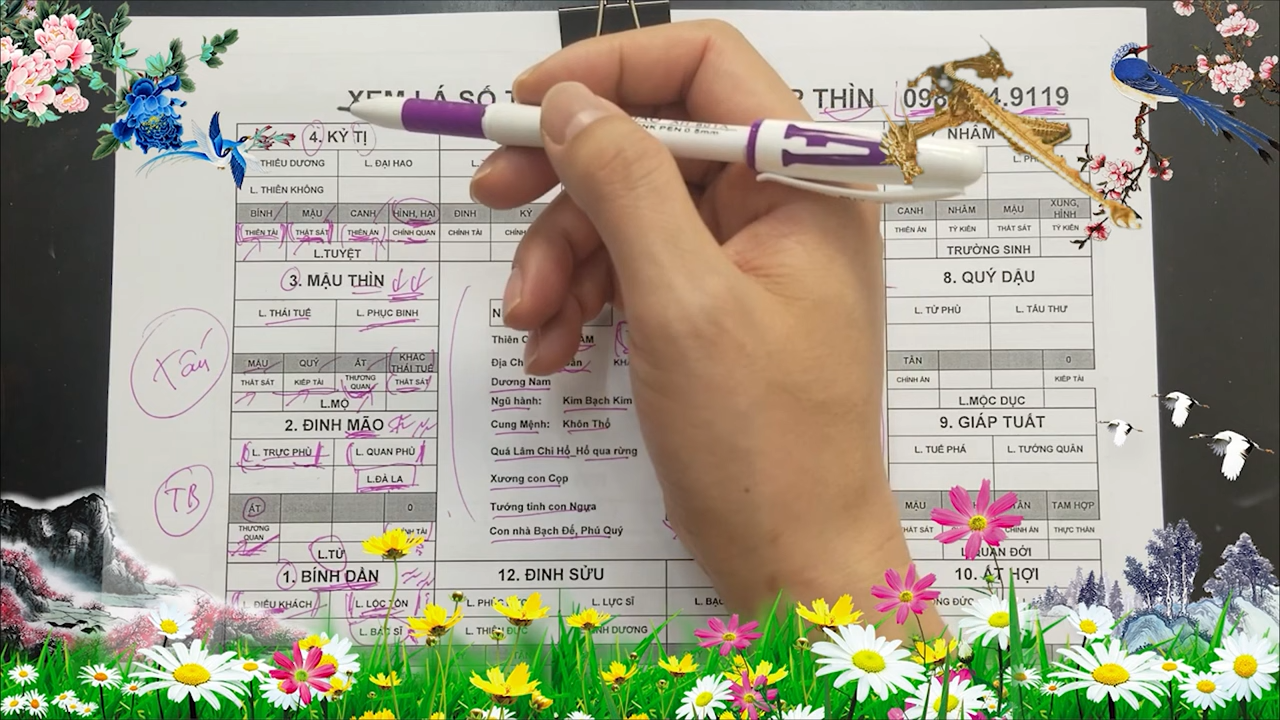 XEM LÁ SỐ THÌN
4. KỶ TỊ NHÂM
THIẾU DƯƠNG L. ĐẠI HAO
L. THIÊN KHÔNG
BÍNH MẬU CANH HÌNH, HẠI ĐINH KỶ CANH NHÂM MẬU XUNG, HÌNH
THIÊN TÀI THẤT SÁT THIÊN ẤN CHÍNH QUAN CHÍNH TÀI THIÊN ẤN TỶ KIÊN THẤT SÁT TỶ KIÊN
L.TUYỆT TRƯỜNG SINH
3. MẬU THÌN 8. QUÝ DẬU
L. THÁI TUẾ L. PHỤC BINH L. TỬ PHÙ L. TẤU THƯ
Thiên
Xấu
MẬU QUÝ ẤT KHẮC THÁI TUẾ Địa Chi TÂN 0
THẤT SÁT KIẾP TÀI THƯƠNG QUAN THẤT SÁT Dương Nam CHÍNH ẤN KIẾP TÀI
L.MỘ Ngũ hành: Kim Bạch Kim L.MỘC DỤC
2. ĐINH MÃO Cung Mệnh: Khôn Thổ 9. GIÁP TUẤT
L. TRỰC PHÙ L. QUAN PHỦ Quá Lâm Chi Hổ_Hổ qua rừng L. TUẾ PHÁ L. TƯỚNG QUÂN
L.ĐÀ LA Xương con Cọp
TB
ẤT 0 Tướng tinh con Ngựa MẬU TÂN TAM HỢP
THƯƠNG QUAN Con nhà Bạch Đế, Phú Quý THẤT SÁT CHÍNH ẤN THỰC THẦN
L.TỬ L.QUAN ĐỚI
1. BÍNH DẦN 12. ĐINH SỬU 10. ẤT HỢI
L. ĐIẾU KHÁCH L. LỘC TỒN L. LỰC SĨ
L. BÁC SĨ